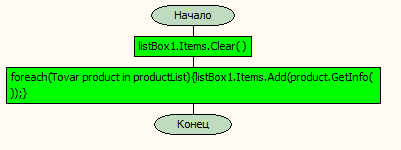 Начало
listBox1.Items.Clear()
foreach(Tovar product in productList){listBox1.Items.Add(product.GetInfo(
));}
Конец